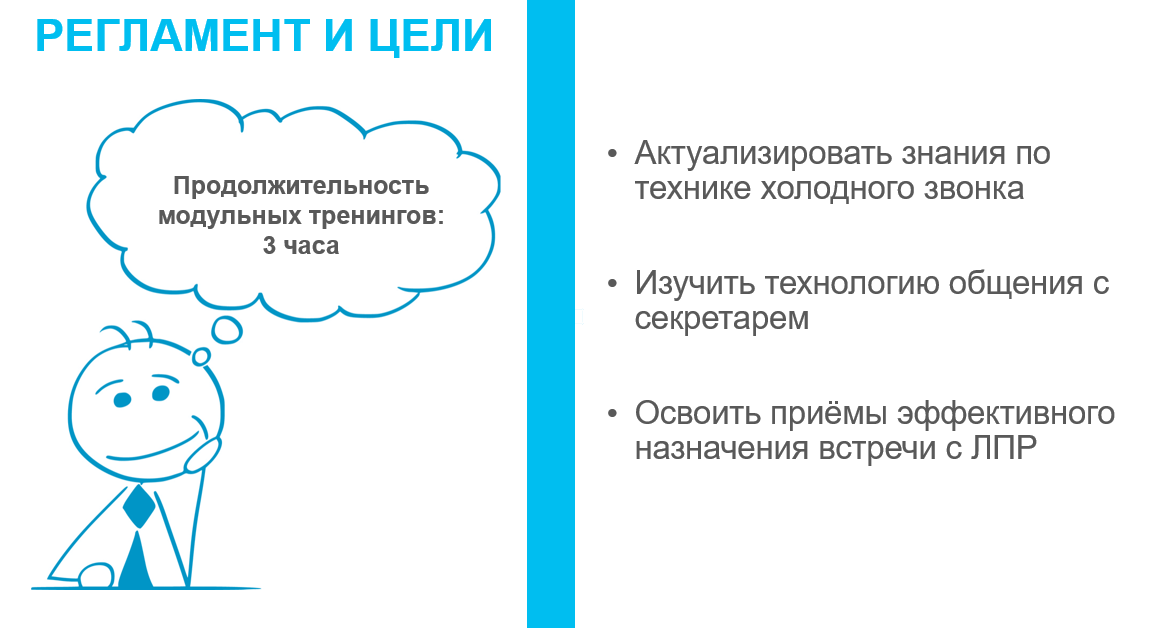 РЕГЛАМЕНТ И ЦЕЛИ
Продолжительность
модульных тренингов:
3 часа
• Актуализировать знания по
технике холодного звонка
• Изучить технологию общения с
секретарем
• Освоить приёмы эффективного
назначения встречи с ЛПР